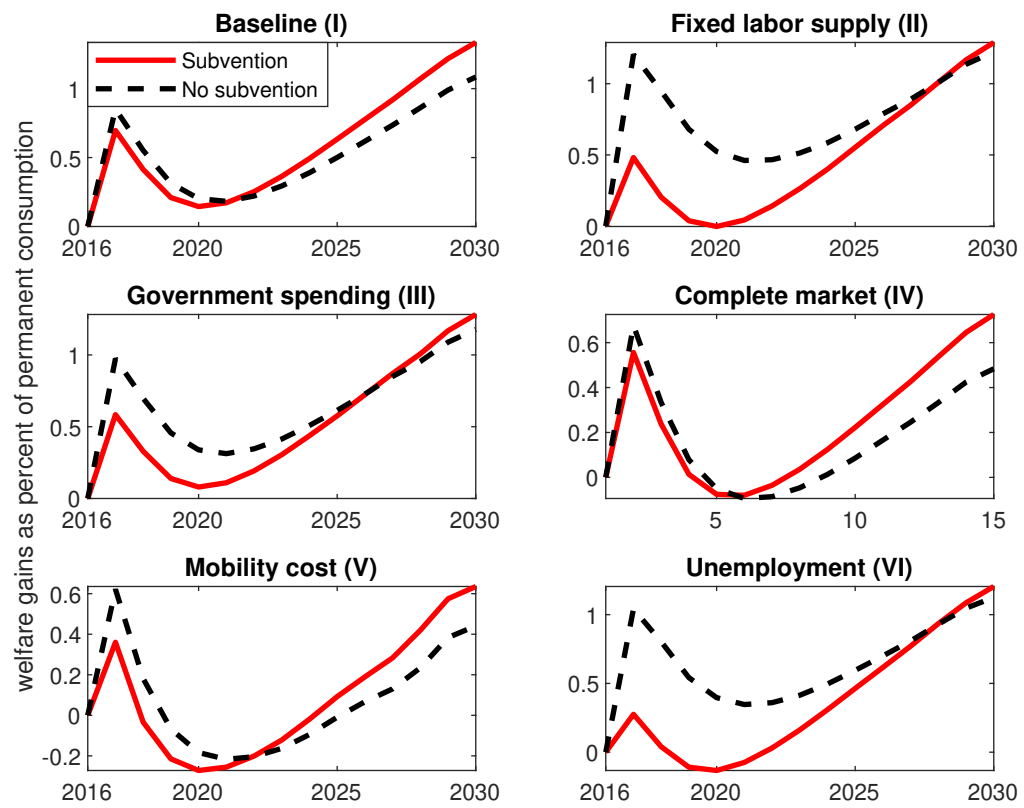 Baseline (I)
Subvention
No subvention
1
0.5
0
2016 2020 2025 2030
Fixed labor supply (II)
1
0.5
0
2016 2020 2025 2030
welfare gains as percent of permanent consumption
Government spending (III)
1
0.5
0
2016 2020 2025 2030
Complete market (IV)
0.6
0.4
0.2
0
5 10 15
Mobility cost (V)
0.6
0.4
0.2
0
-0.2
2016 2020 2025 2030
Unemployment (VI)
1
0.5
0
2016 2020 2025 2030